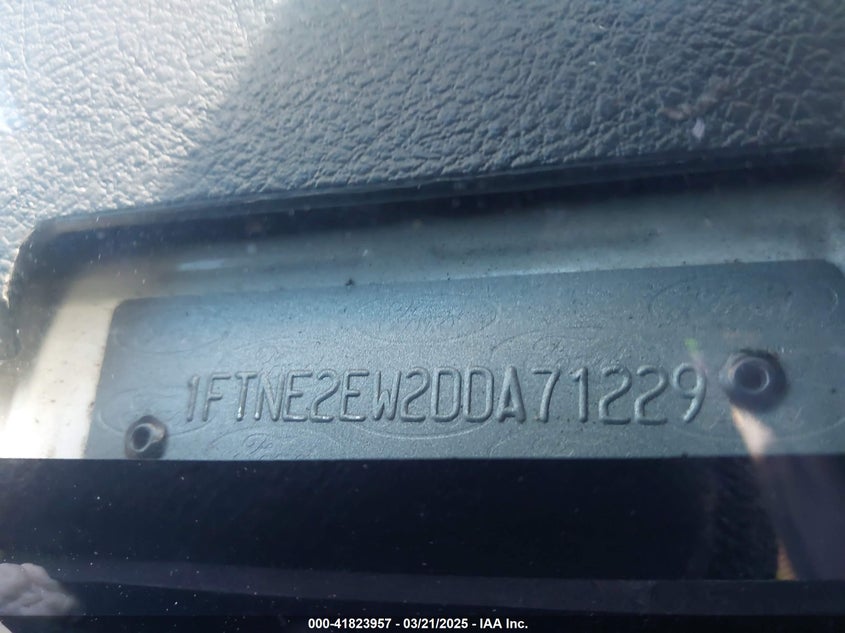 1FTNE2EW2DDA71229
000-41823957 - 03/21/2025 - IAA Inc.